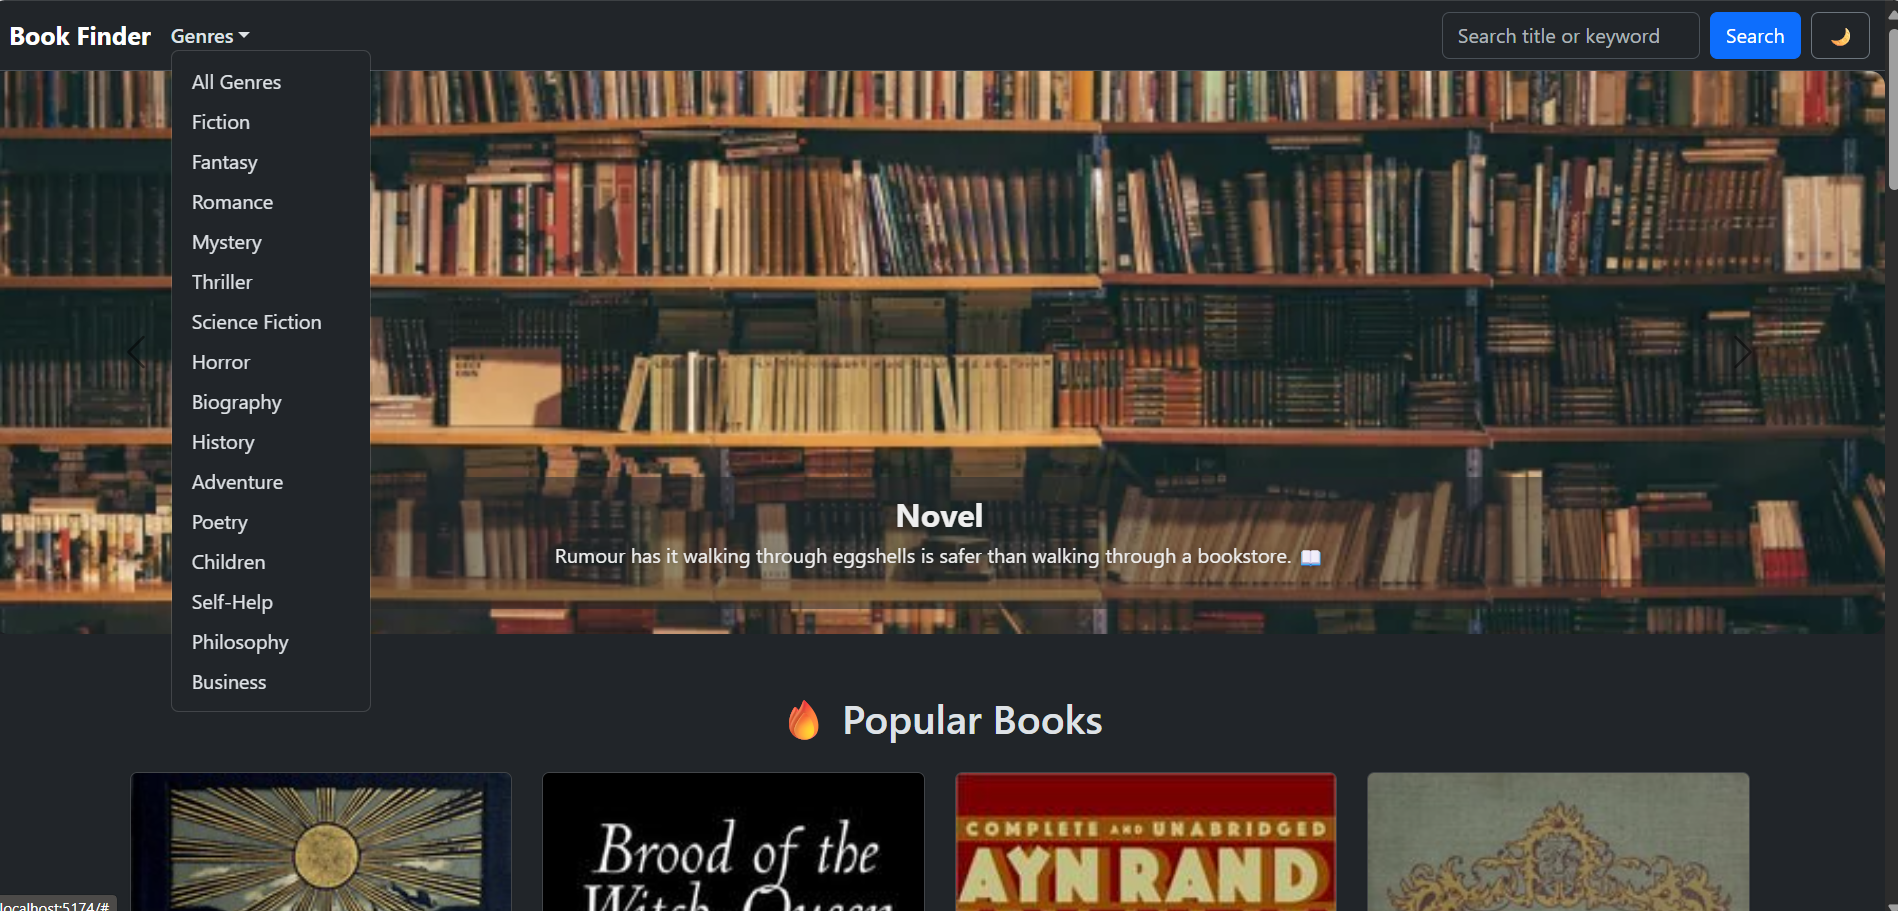 Book Finder
Genres
Search title or keyword
Search
All Genres
Fiction
Fantasy
Romance
Mystery
Thriller
Science Fiction
Horror
Biography
History
Adventure
Poetry
Children
Self-Help
Philosophy
Business
Novel
Rumour has it walking through eggshells is safer than walking through a bookstore. 📖
🔥 Popular Books
Brood of the
Witch Queen
COMPLETE AND UNABRIDGED
AYN RAND
localhost:5174/#